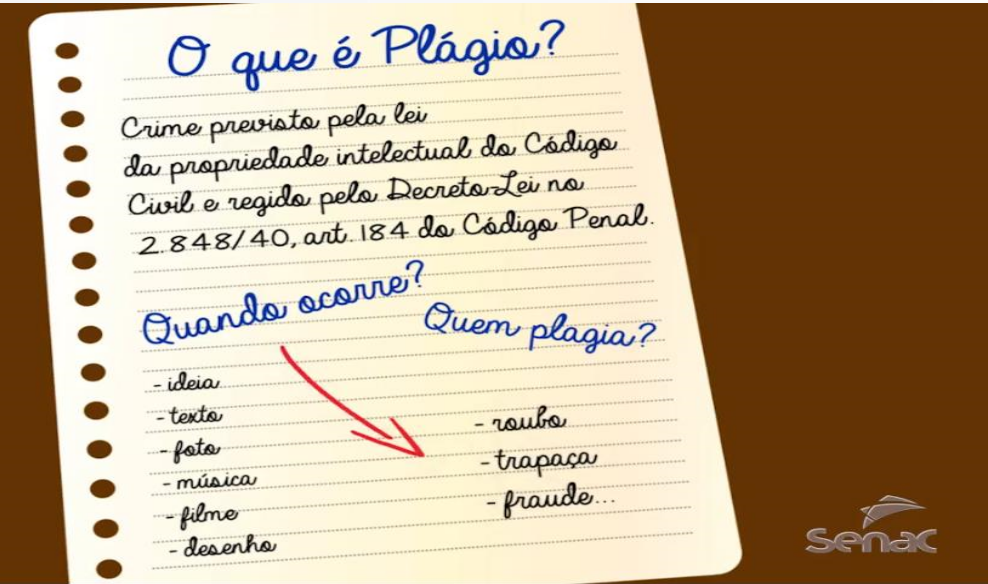 O que é Plágio?
Crime previsto pela lei
da propriedade intelectual do Código
Civil e regido pelo Decreto-Lei no
2.848/40, art. 184 do Código Penal.
Quando ocorre?
- ideia
- texto
- foto
- música
- filme
- desenho
Quem plagia?
- roubo
- trapaça
- fraude...
Senac